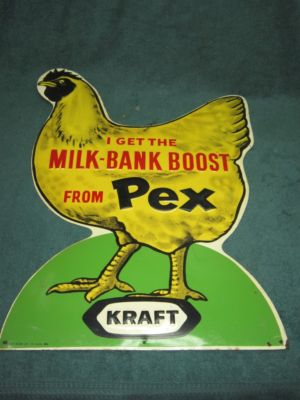 I GET THE
MILK-BANK BOOST
FROM Pex
KRAFT